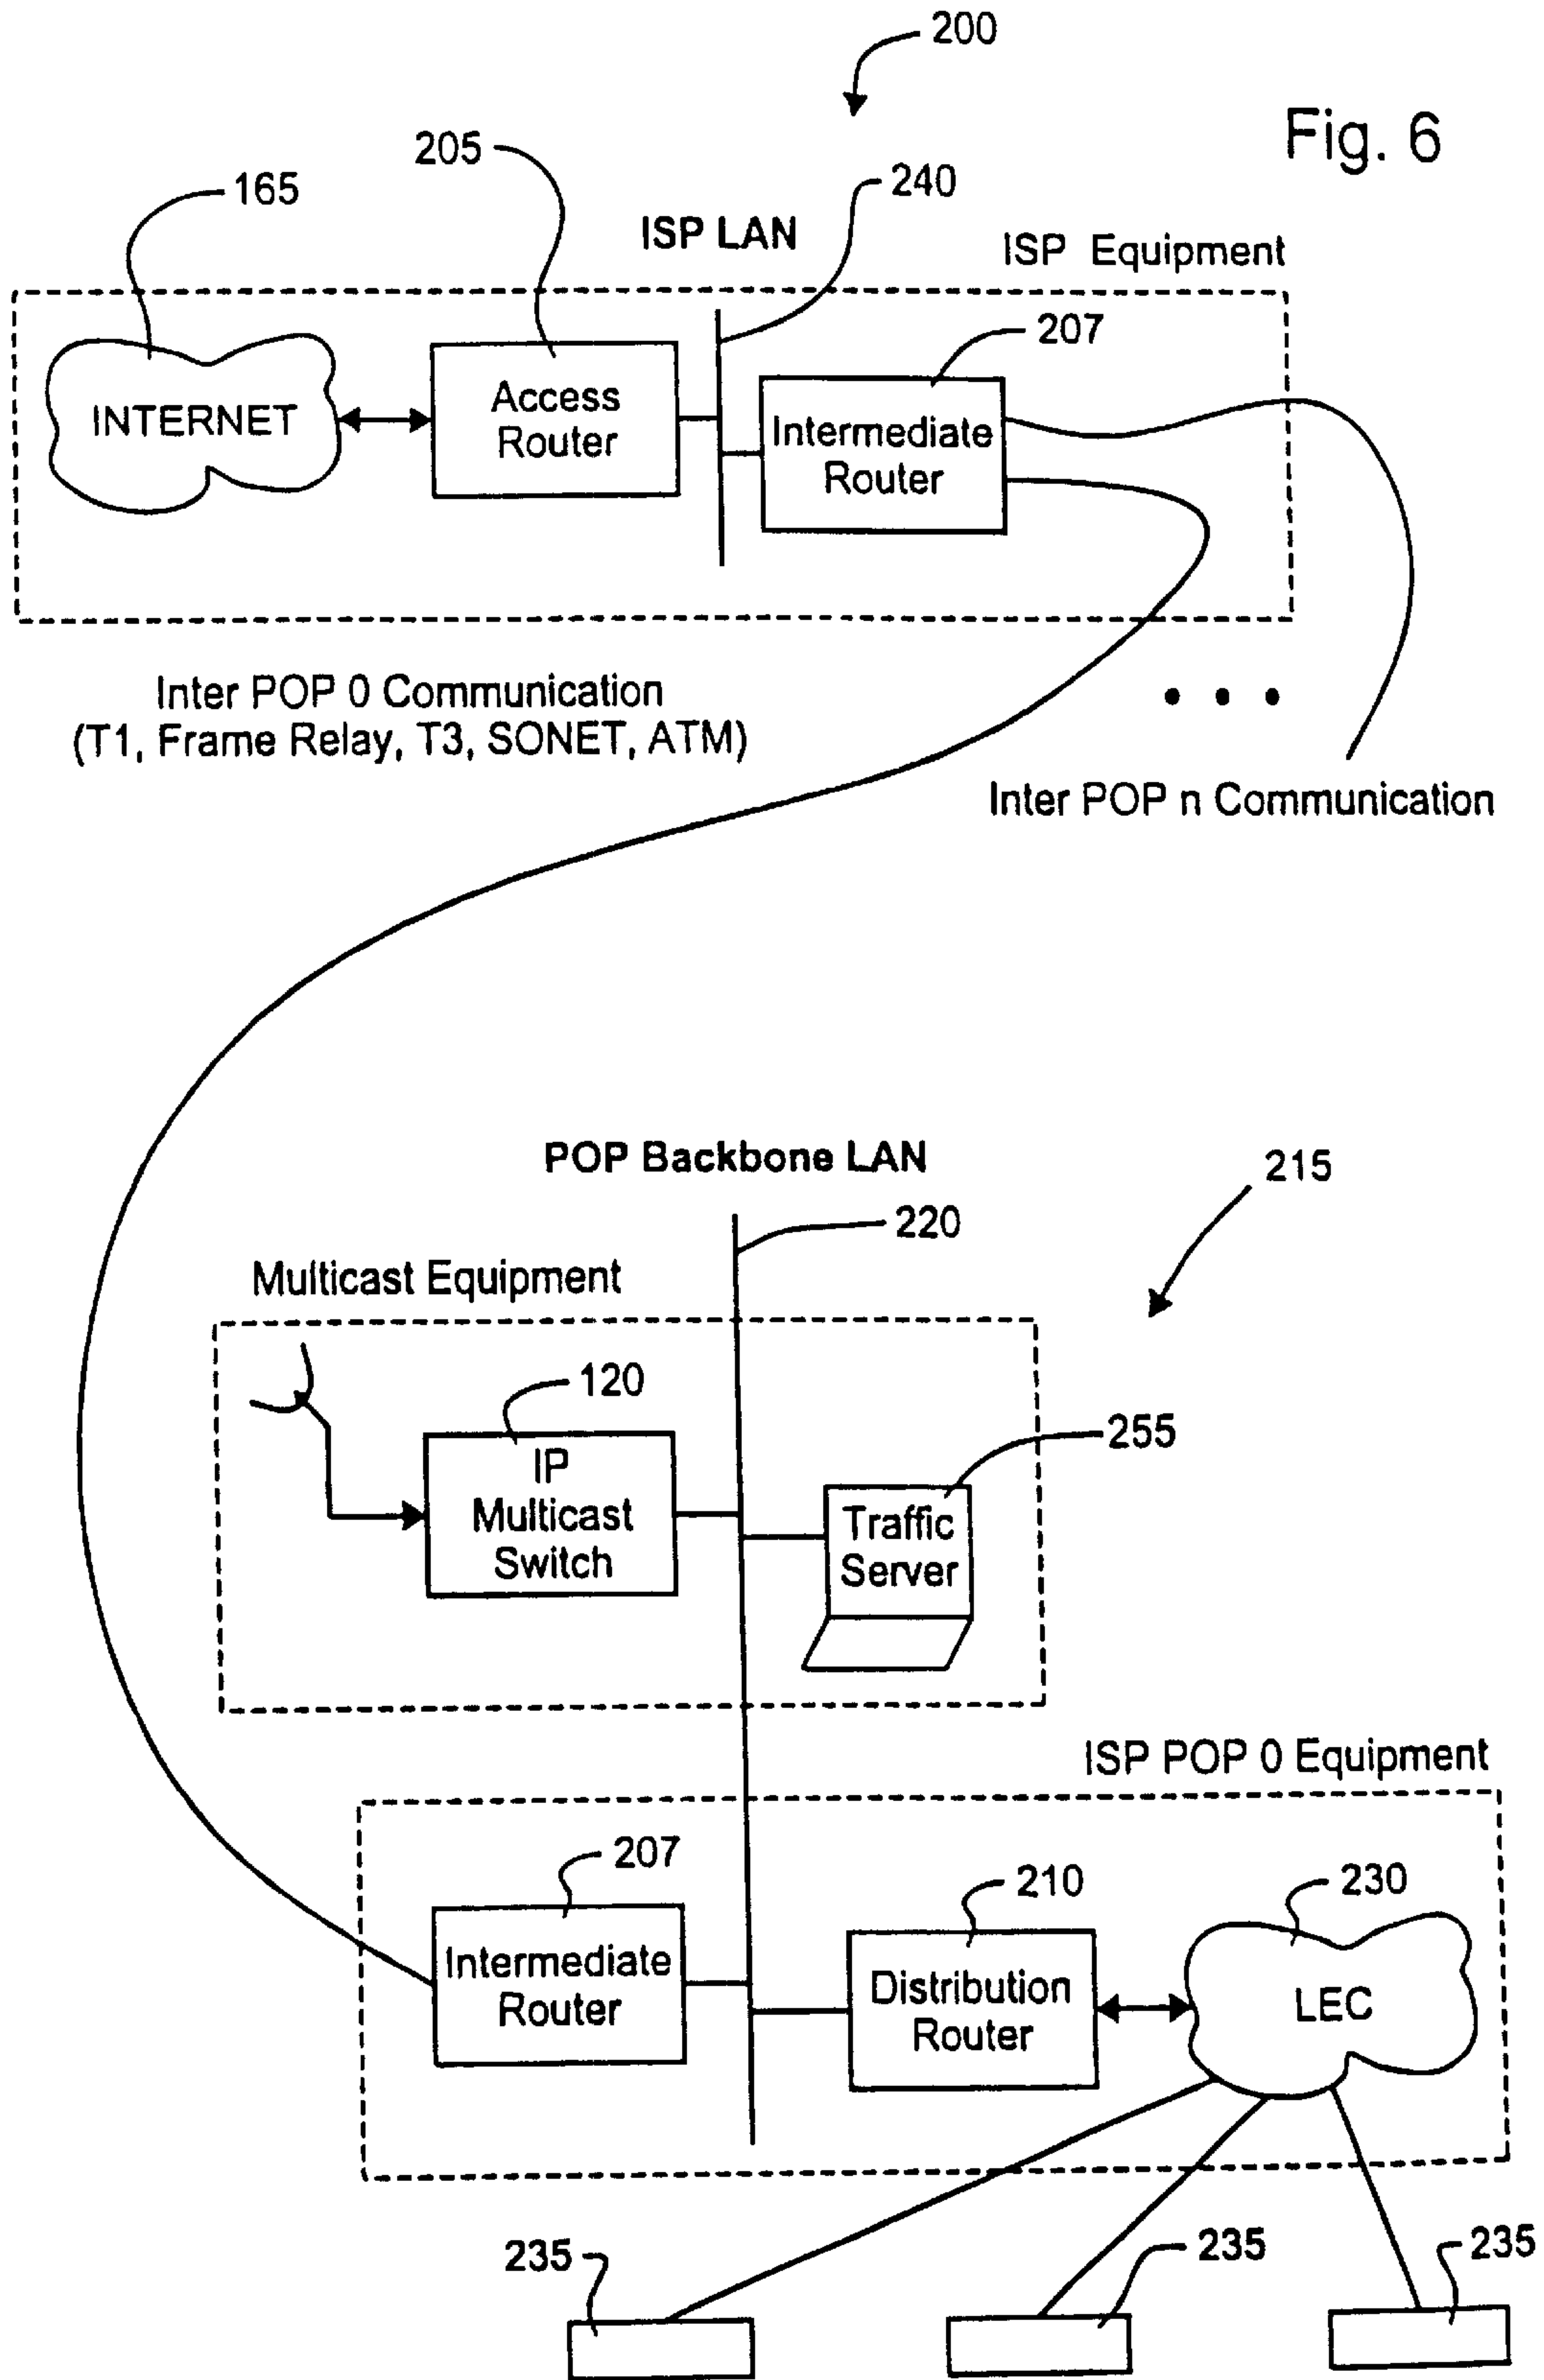 200
Fig. 6
205
165
240
ISP LAN
ISP Equipment
207
INTERNET
Access
Router
Intermediate
Router
Inter POP 0 Communication
(T1, Frame Relay, T3, SONET, ATM)
• • •
Inter POP n Communication
POP Backbone LAN
215
220
Multicast Equipment
120
255
IP
Multicast
Switch
Traffic
Server
ISP POP 0 Equipment
207
210
230
Intermediate
Router
Distribution
Router
LEC
235
235
235